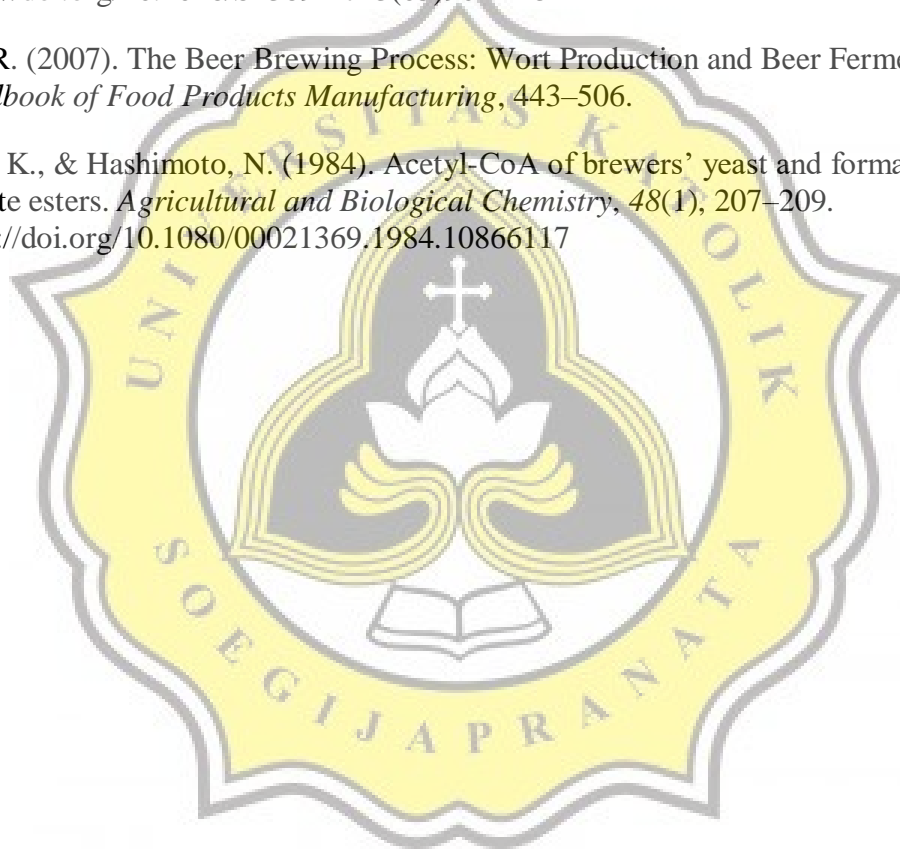 R. (2007). The Beer Brewing Process: Wort Production and Beer Ferme
dbook of Food Products Manufacturing, 443–506.
K., & Hashimoto, N. (1984). Acetyl-CoA of brewers' yeast and forma
te esters. Agricultural and Biological Chemistry, 48(1), 207–209.
://doi.org/10.1080/00021369.1984.10866117
UNIVERSITAS KATOLIK
SOEGIJAPRANATA